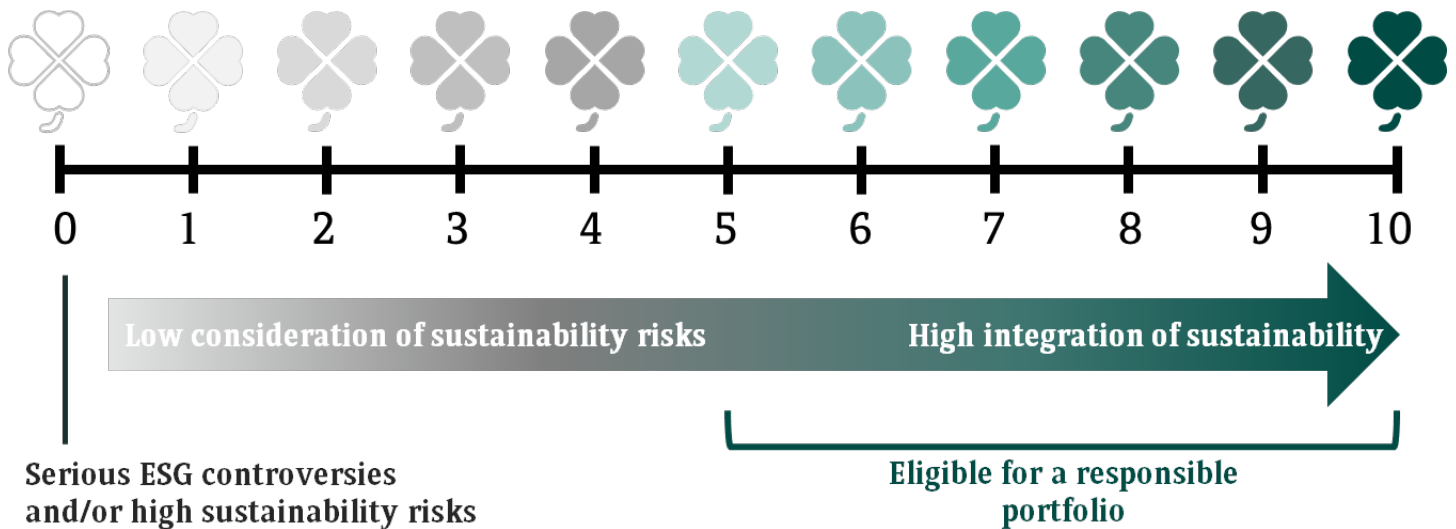 0 1 2 3 4 5 6 7 8 9 10
Low consideration of sustainability risks
High integration of sustainability
Serious ESG controversies
and/or high sustainability risks
Eligible for a responsible
portfolio